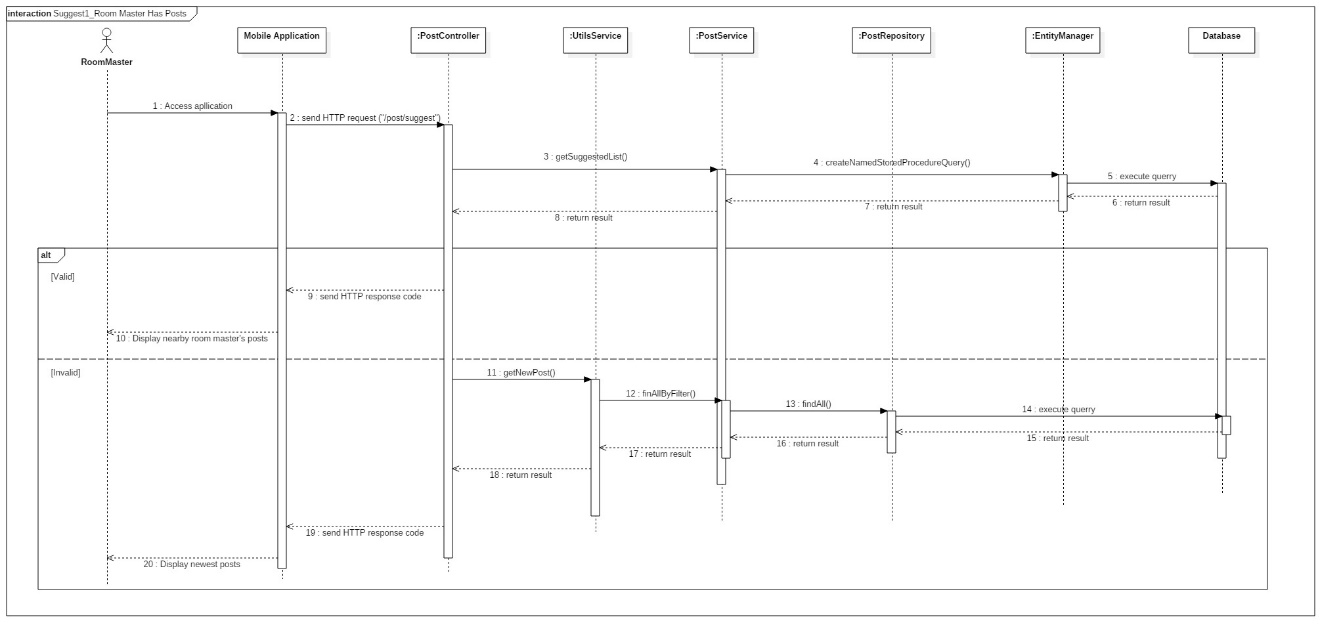 interaction Suggest1_Room Master Has Posts
RoomMaster
Mobile Application
:PostController
:UtilsService
:PostService
:PostRepository
:EntityManager
Database
1 : Access apllication
2 : send HTTP request ("/post/suggest")
3 : getSuggestedList()
4 : createNamedStoredProcedureQuery()
5 : execute querry
6 : return result
7 : return result
8 : return result
alt
[Valid]
9 : send HTTP response code
10 : Display nearby room master's posts
[Invalid]
11 : getNewPost()
12 : finAllByFilter()
13 : findAll()
14 : execute querry
15 : return result
16 : return result
17 : return result
18 : return result
19 : send HTTP response code
20 : Display newest posts